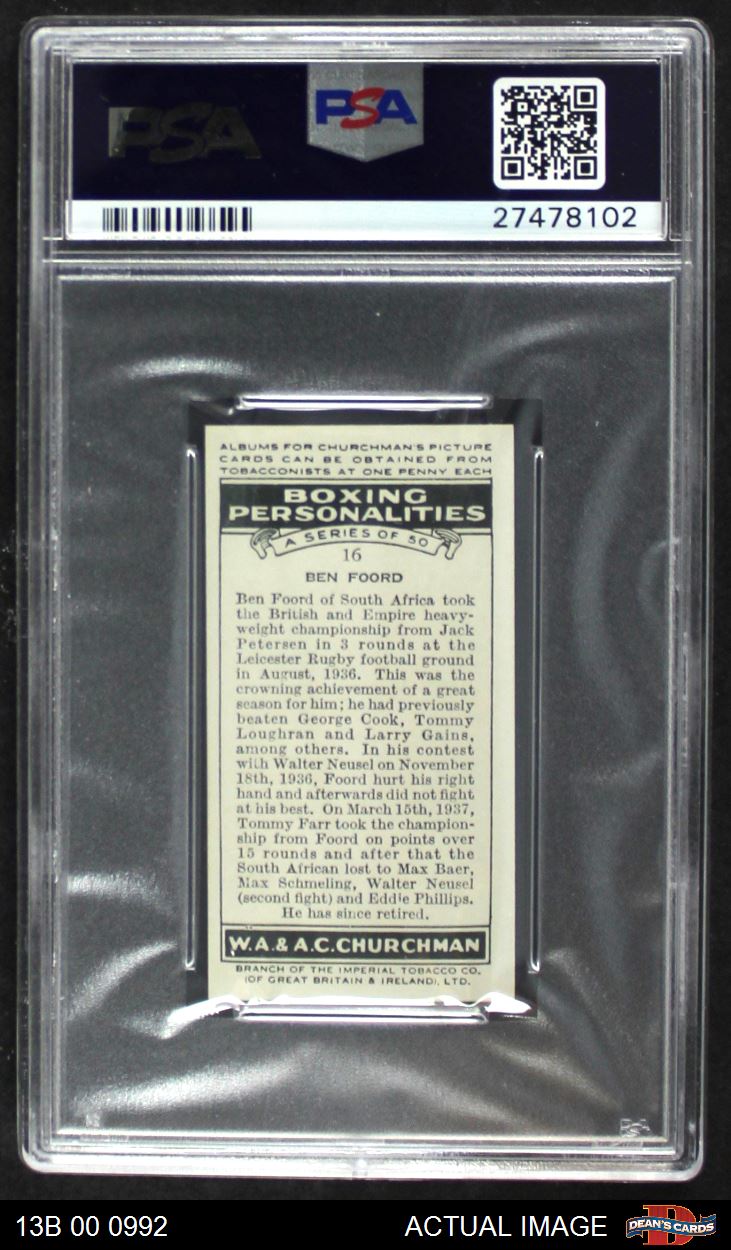 PSA
PSA
27478102
ALBUMS FOR CHURCHMAN'S PICTURE
CARDS CAN BE OBTAINED FROM
TOBACCONISTS AT ONE PENNY EACH
BOXING
PERSONALITIES
A SERIES OF 50
16
BEN FOORD
Ben Foord of South Africa took
the British and Empire heavy-
weight championship from Jack
Petersen in 3 rounds at the
Leicester Rugby football ground
in August, 1936. This was the
crowning achievement of a great
season for him; he had previously
beaten George Cook, Tommy
Loughran and Larry Gains,
among others. In his contest
with Walter Neusel on November
18th, 1936, Foord hurt his right
hand and afterwards did not fight
at his best. On March 15th, 1937,
Tommy Farr took the champion-
ship from Foord on points over
15 rounds and after that the
South African lost to Max Baer,
Max Schmeling, Walter Neusel
(second fight) and Eddie Phillips.
He has since retired.
W.A.& A.C.CHURCHMAN
BRANCH OF THE IMPERIAL TOBACCO CO.
(OF GREAT BRITAIN & IRELAND), LTD.
PSA
13B 00 0992
ACTUAL IMAGE
D
DEAN'S CARDS